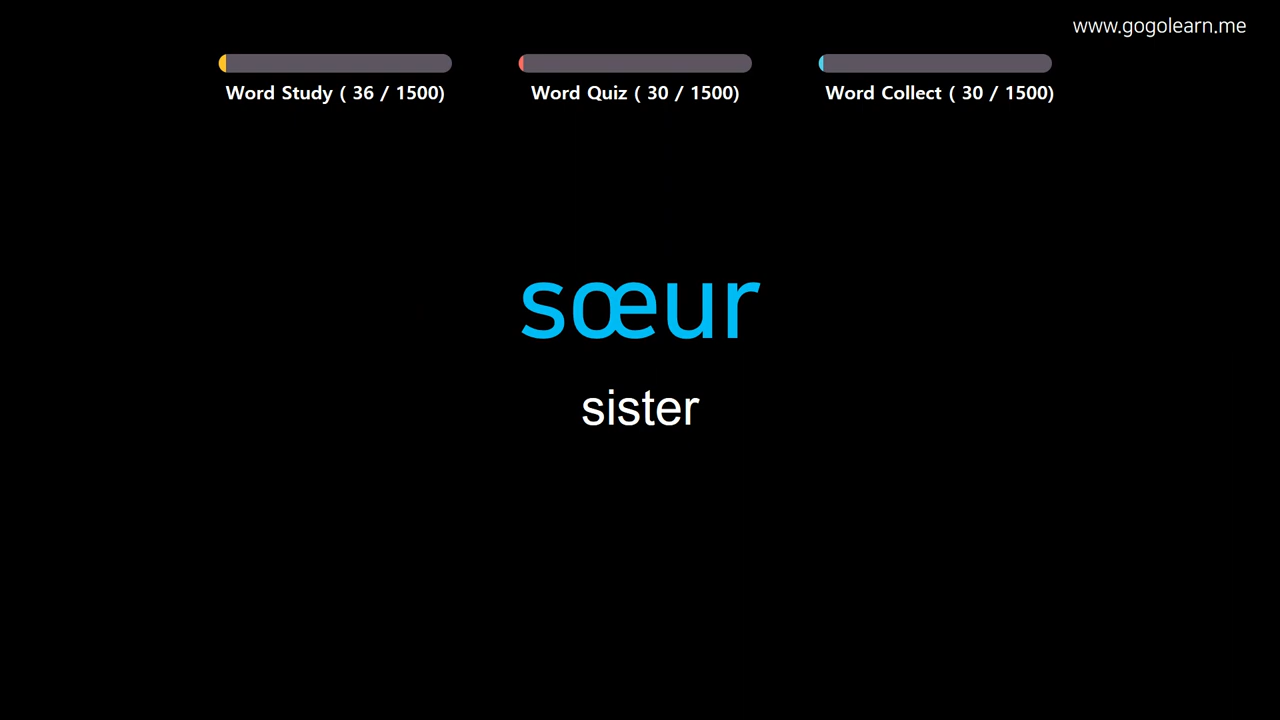 www.gogolearn.me
Word Study ( 36 / 1500)
Word Quiz ( 30 / 1500)
Word Collect ( 30 / 1500)
sœur
sister